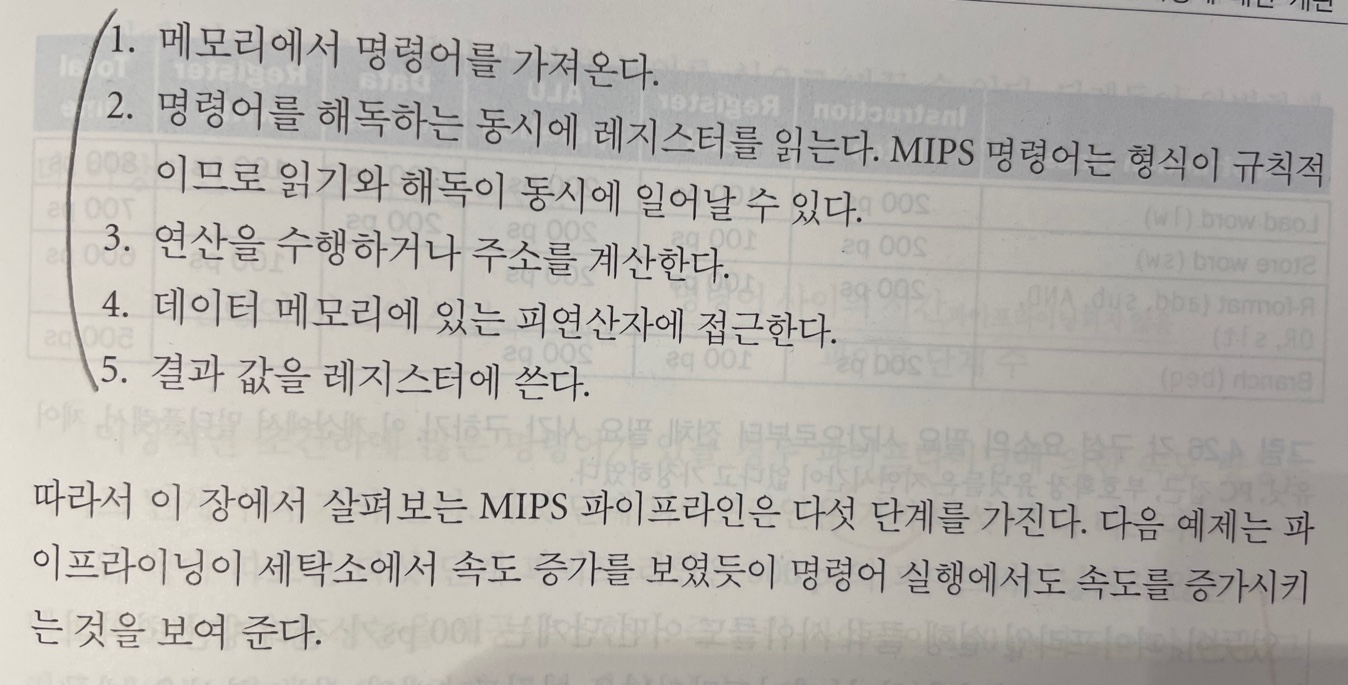 1. 메모리에서 명령어를 가져온다.
2. 명령어를 해독하는 동시에 레지스터를 읽는다. MIPS 명령어는 형식이 규칙적
이므로 읽기와 해독이 동시에 일어날 수 있다.
3. 연산을 수행하거나 주소를 계산한다.
4. 데이터 메모리에 있는 피연산자에 접근한다.
5. 결과 값을 레지스터에 쓴다.
따라서 이 장에서 살펴보는 MIPS 파이프라인은 다섯 단계를 가진다. 다음 예제는 파
이프라이닝이 세탁소에서 속도 증가를 보였듯이 명령어 실행에서도 속도를 증가시키
는 것을 보여 준다.